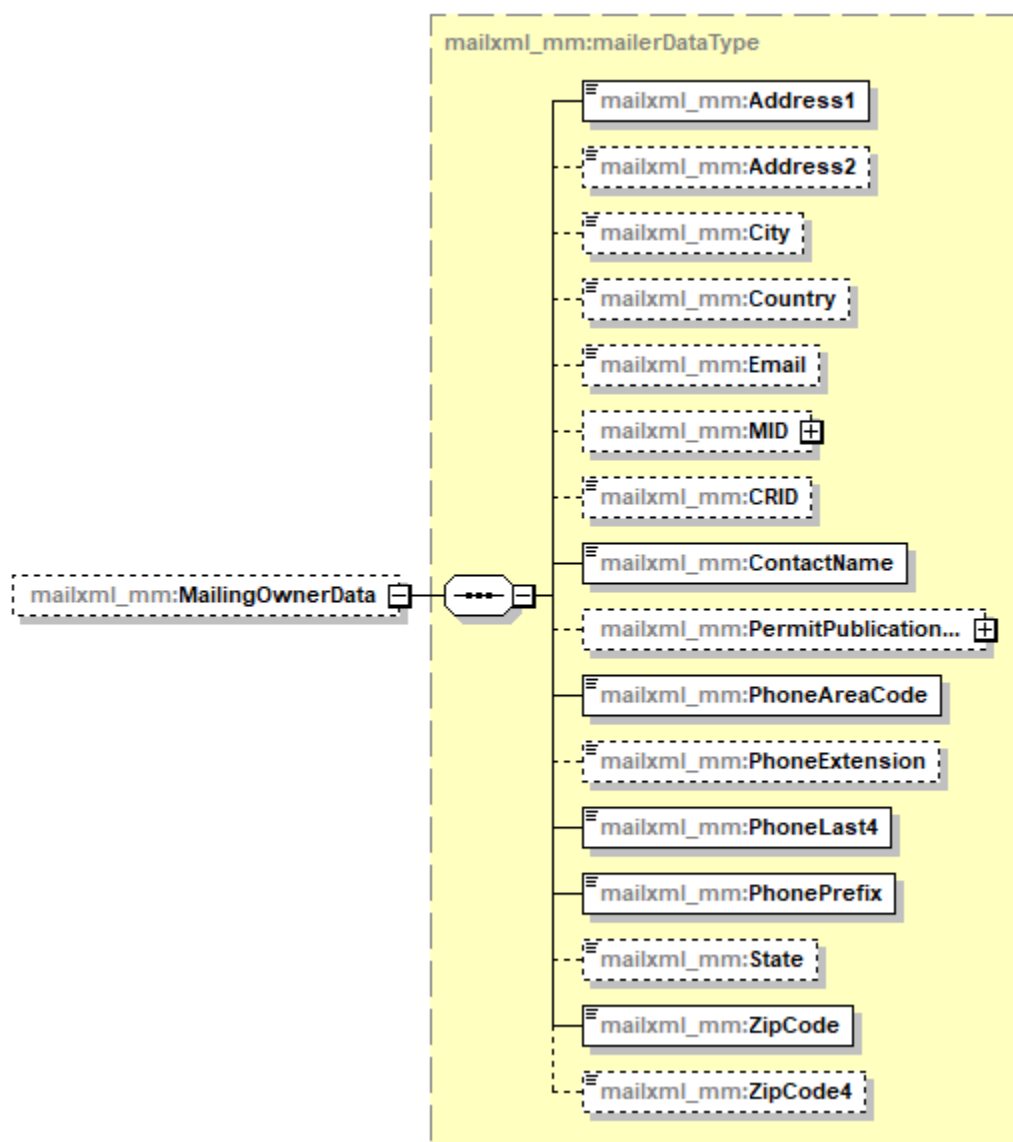 mailxml_mm:mailerDataType
mailxml_mm:Address1
mailxml_mm:Address2
mailxml_mm:City
mailxml_mm:Country
mailxml_mm:Email
mailxml_mm:MID
mailxml_mm:CRID
mailxml_mm:ContactName
mailxml_mm:MailingOwnerData
mailxml_mm:PermitPublication...
mailxml_mm:PhoneAreaCode
mailxml_mm:PhoneExtension
mailxml_mm:PhoneLast4
mailxml_mm:PhonePrefix
mailxml_mm:State
mailxml_mm:ZipCode
mailxml_mm:ZipCode4